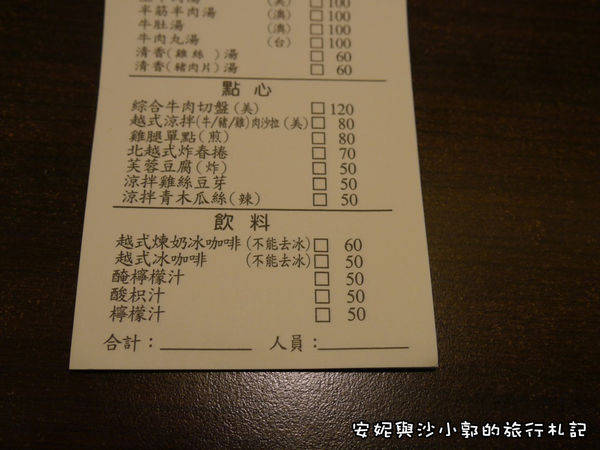 半筋半肉湯 (澳) □ 100
牛肚湯 (澳) □ 100
牛肉丸湯 (台) □ 100
清香(雞絲)湯 □ 60
清香(豬肉片)湯 □ 60
點心
綜合牛肉切盤(美) □ 120
越式涼拌(牛/豬/雞)肉沙拉(美) □ 80
雞腿單點(煎) □ 80
北越式炸春捲 □ 70
芙蓉豆腐(炸) □ 50
涼拌雞絲豆芽 □ 50
涼拌青木瓜絲(辣) □ 50
飲料
越式煉奶冰咖啡(不能去冰) □ 60
越式冰咖啡 (不能去冰) □ 50
醃檸檬汁 □ 50
酸枳汁 □ 50
檸檬汁 □ 50
合計：________ 人員：________
安妮與沙小郭的旅行札記